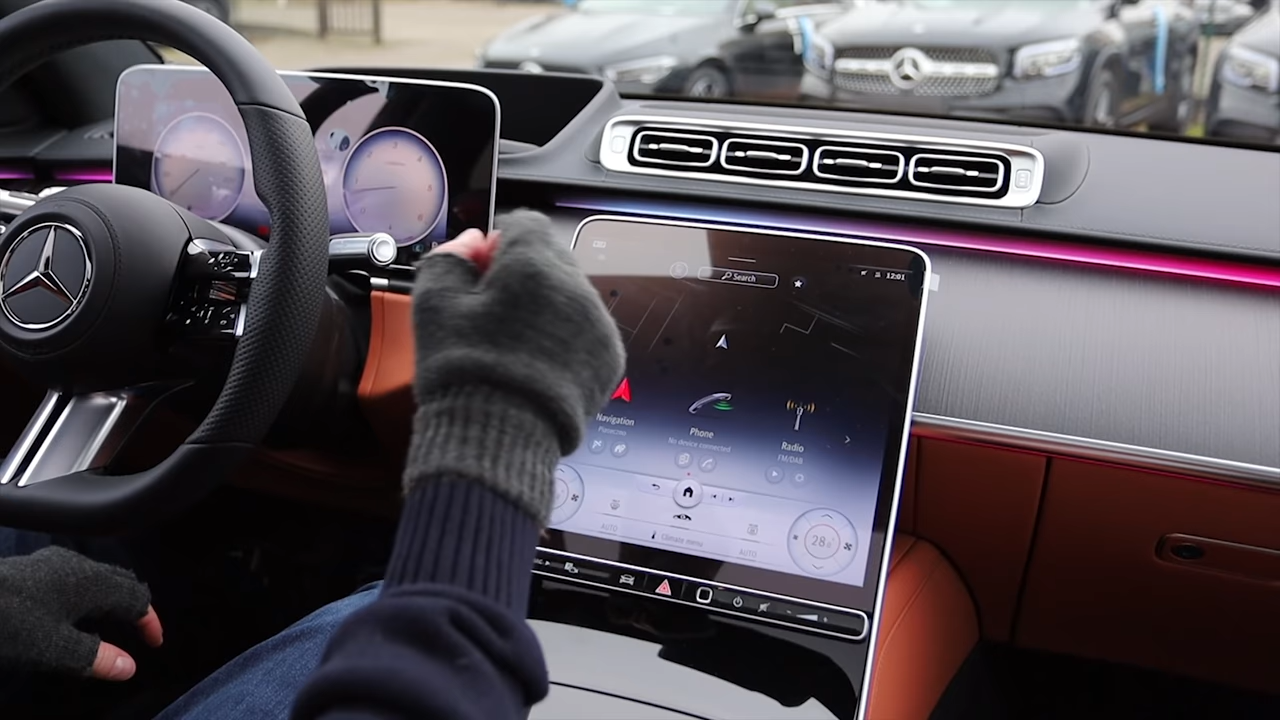 Search
12:01
Navigation
Phone
No device connected
Radio
FM/DAB
AUTO
Climate menu
AUTO
28